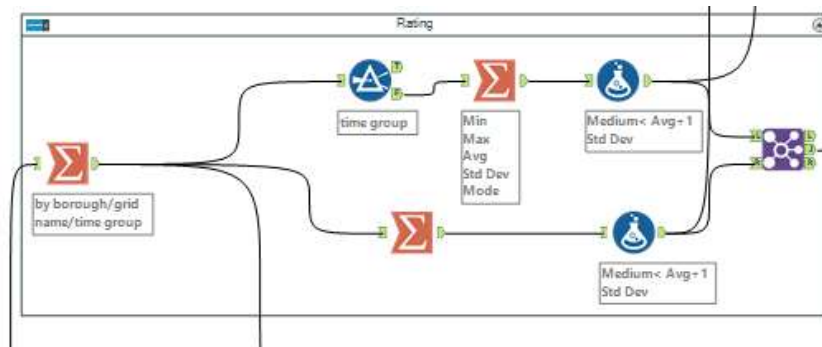 Rating
time group
Min
Max
Avg
Std Dev
Mode
Medium< Avg+1
Std Dev
by borough/grid
name/time group
Medium< Avg+1
Std Dev